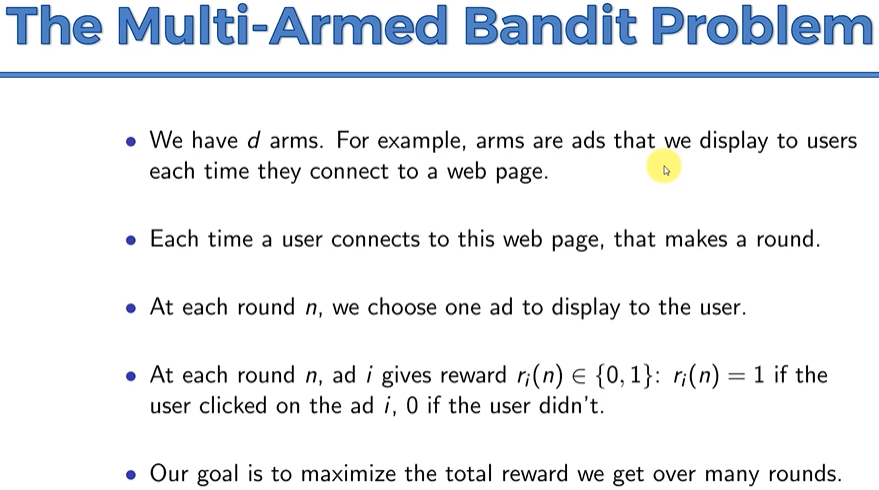 The Multi-Armed Bandit Problem
• We have d arms. For example, arms are ads that we display to users
each time they connect to a web page.
• Each time a user connects to this web page, that makes a round.
• At each round n, we choose one ad to display to the user.
• At each round n, ad i gives reward rᵢ(n) ∈ {0, 1}: rᵢ(n) = 1 if the
user clicked on the ad i, 0 if the user didn't.
• Our goal is to maximize the total reward we get over many rounds.